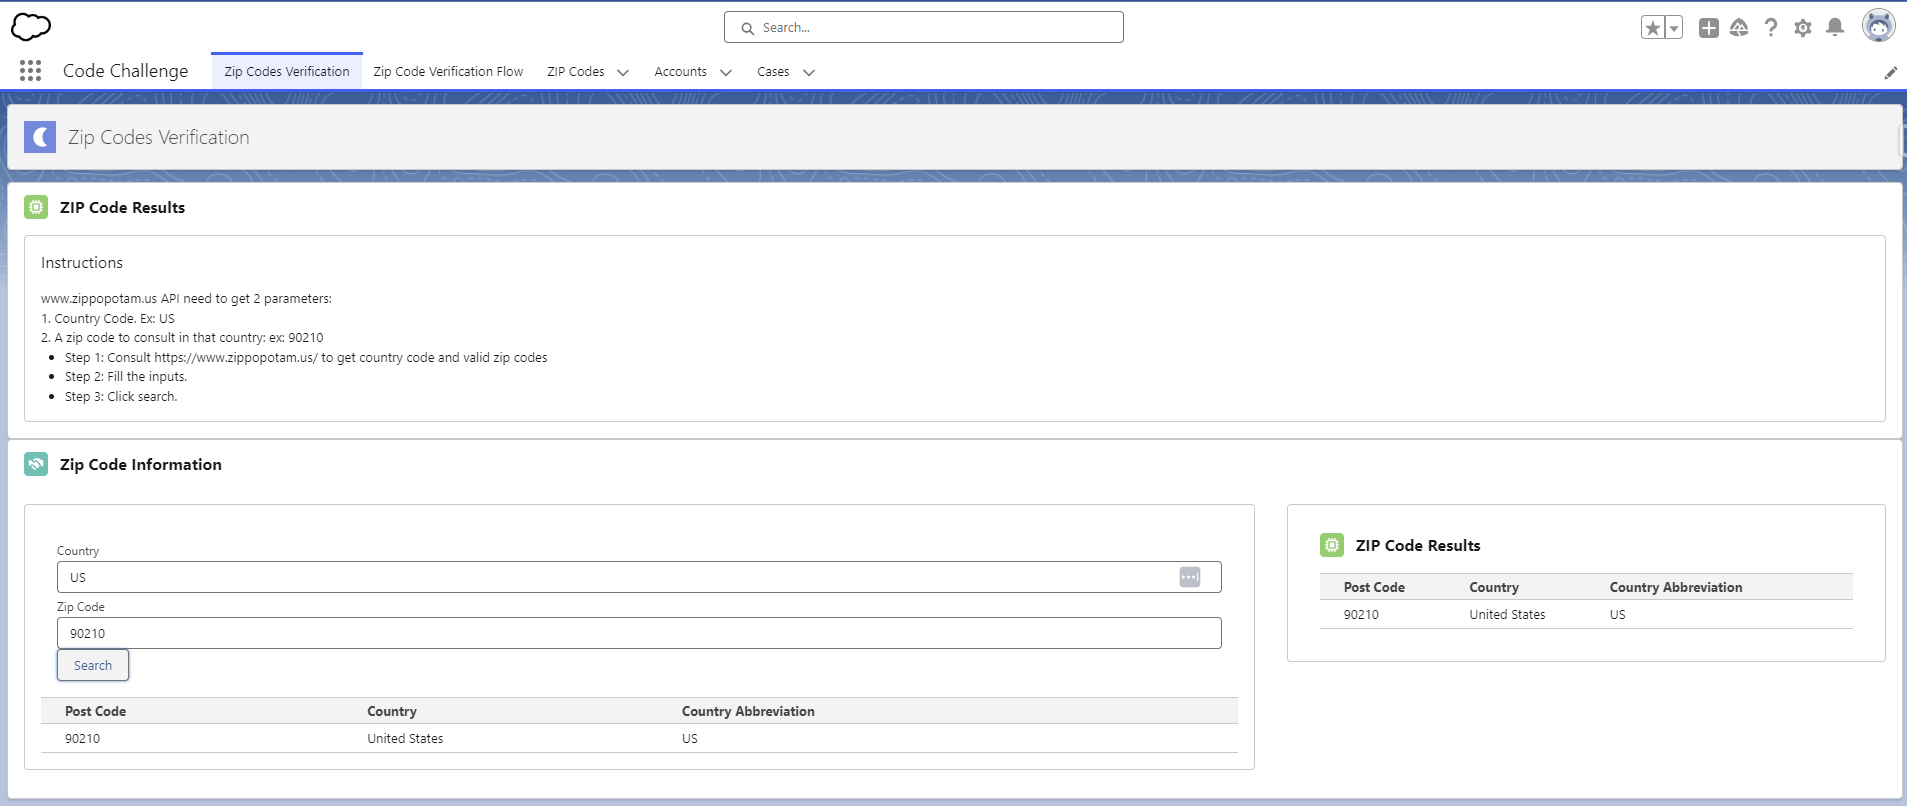 Search...
Code Challenge
Zip Codes Verification
Zip Code Verification Flow
ZIP Codes
Accounts
Cases
Zip Codes Verification
ZIP Code Results
Instructions
www.zippopotam.us API need to get 2 parameters:
1. Country Code. Ex: US
2. A zip code to consult in that country: ex: 90210
• Step 1: Consult https://www.zippopotam.us/ to get country code and valid zip codes
• Step 2: Fill the inputs.
• Step 3: Click search.
Zip Code Information
Country
US
Zip Code
90210
Search
Post Code Country Country Abbreviation
90210 United States US
ZIP Code Results
Post Code Country Country Abbreviation
90210 United States US